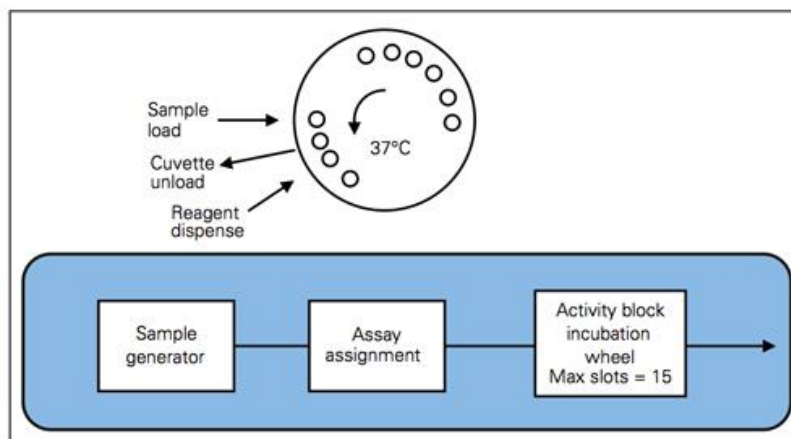 Sample
load
37°C
Cuvette
unload
Reagent
dispense
Sample
generator
Assay
assignment
Activity block
incubation
wheel
Max slots = 15